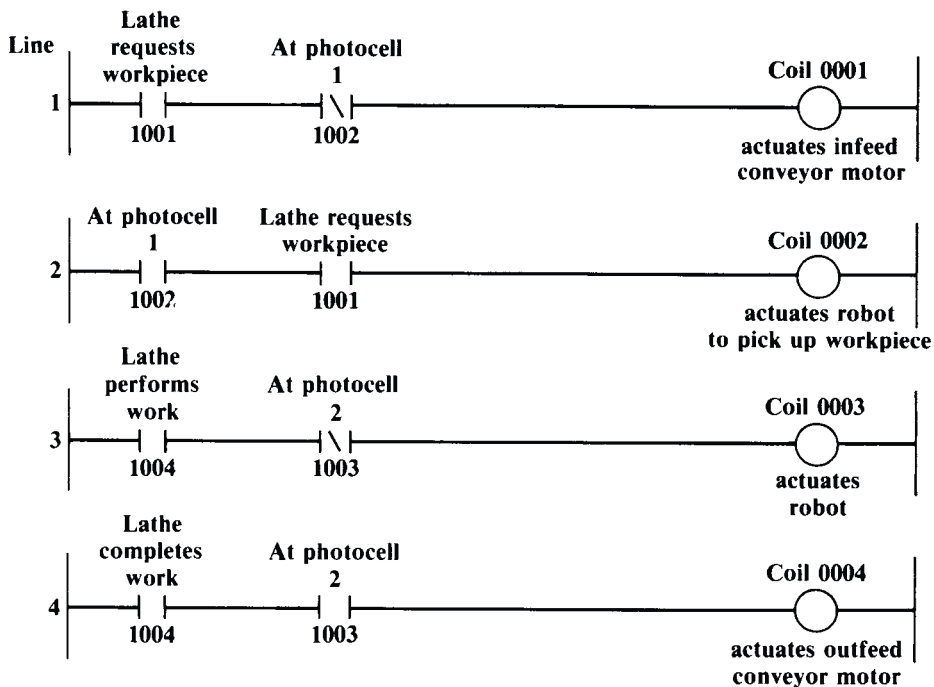 Line
Lathe
requests
workpiece
At photocell
1
Coil 0001
1
1001
1002
actuates infeed
conveyor motor
At photocell
1
Lathe requests
workpiece
Coil 0002
2
1002
1001
actuates robot
to pick up workpiece
Lathe
performs
work
At photocell
2
Coil 0003
3
1004
1003
actuates
robot
Lathe
completes
work
At photocell
2
Coil 0004
4
1004
1003
actuates outfeed
conveyor motor